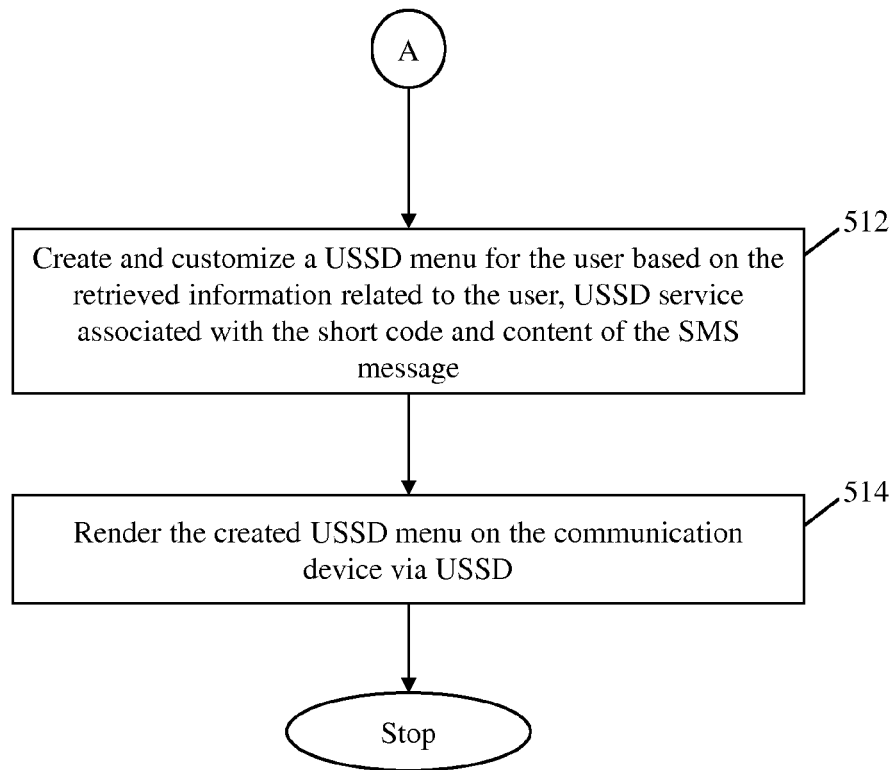 A
512
Create and customize a USSD menu for the user based on the
retrieved information related to the user, USSD service
associated with the short code and content of the SMS
message
514
Render the created USSD menu on the communication
device via USSD
Stop